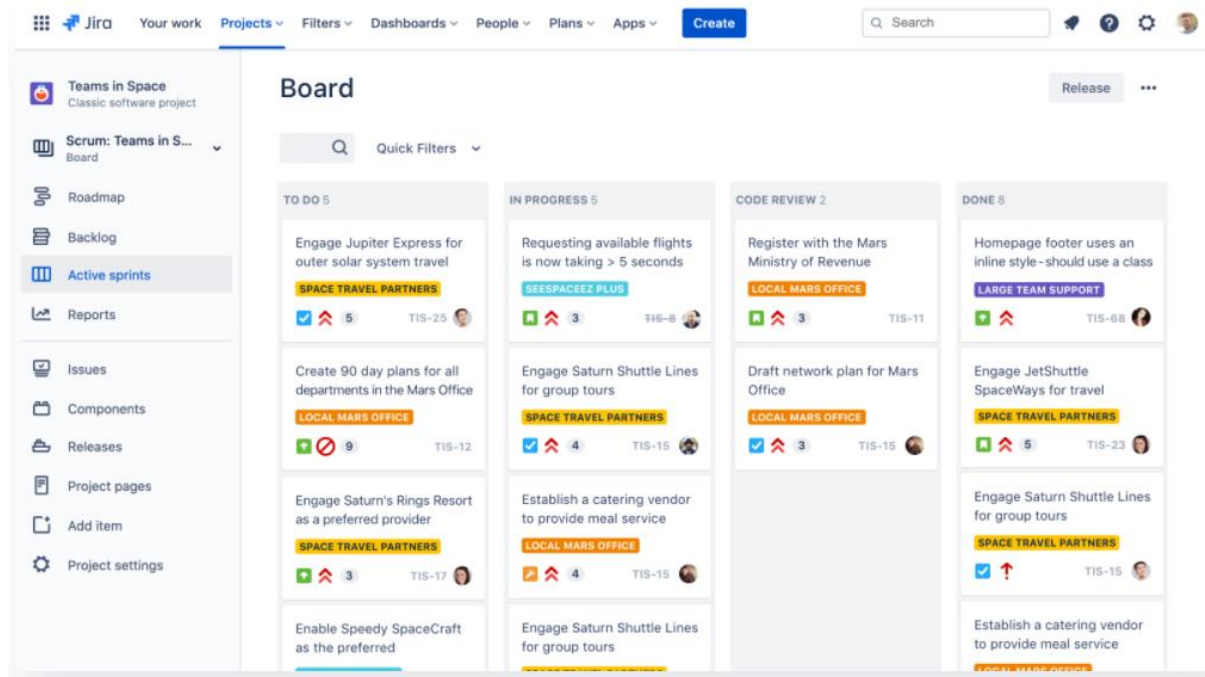 Jira Your work Projects Filters Dashboards People Plans Apps Create Search
Teams in Space
Classic software project
Scrum: Teams in S...
Board
Roadmap
Backlog
Active sprints
Reports
Issues
Components
Releases
Project pages
Add item
Project settings
Board
Release
Quick Filters
TO DO 5
Engage Jupiter Express for
outer solar system travel
SPACE TRAVEL PARTNERS
5 TIS-25
Create 90 day plans for all
departments in the Mars Office
LOCAL MARS OFFICE
9 TIS-12
Engage Saturn's Rings Resort
as a preferred provider
SPACE TRAVEL PARTNERS
3 TIS-17
Enable Speedy SpaceCraft
as the preferred
IN PROGRESS 5
Requesting available flights
is now taking > 5 seconds
SEESPACEEZ PLUS
3 TIS-8
Engage Saturn Shuttle Lines
for group tours
SPACE TRAVEL PARTNERS
4 TIS-15
Establish a catering vendor
to provide meal service
LOCAL MARS OFFICE
4 TIS-15
Engage Saturn Shuttle Lines
for group tours
SPACE TRAVEL PARTNERS
CODE REVIEW 2
Register with the Mars
Ministry of Revenue
LOCAL MARS OFFICE
3 TIS-11
Draft network plan for Mars
Office
LOCAL MARS OFFICE
3 TIS-15
DONE 8
Homepage footer uses an
inline style - should use a class
LARGE TEAM SUPPORT
TIS-68
Engage JetShuttle
SpaceWays for travel
SPACE TRAVEL PARTNERS
5 TIS-23
Engage Saturn Shuttle Lines
for group tours
SPACE TRAVEL PARTNERS
TIS-15
Establish a catering vendor
to provide meal service
LOCAL MARS OFFICE